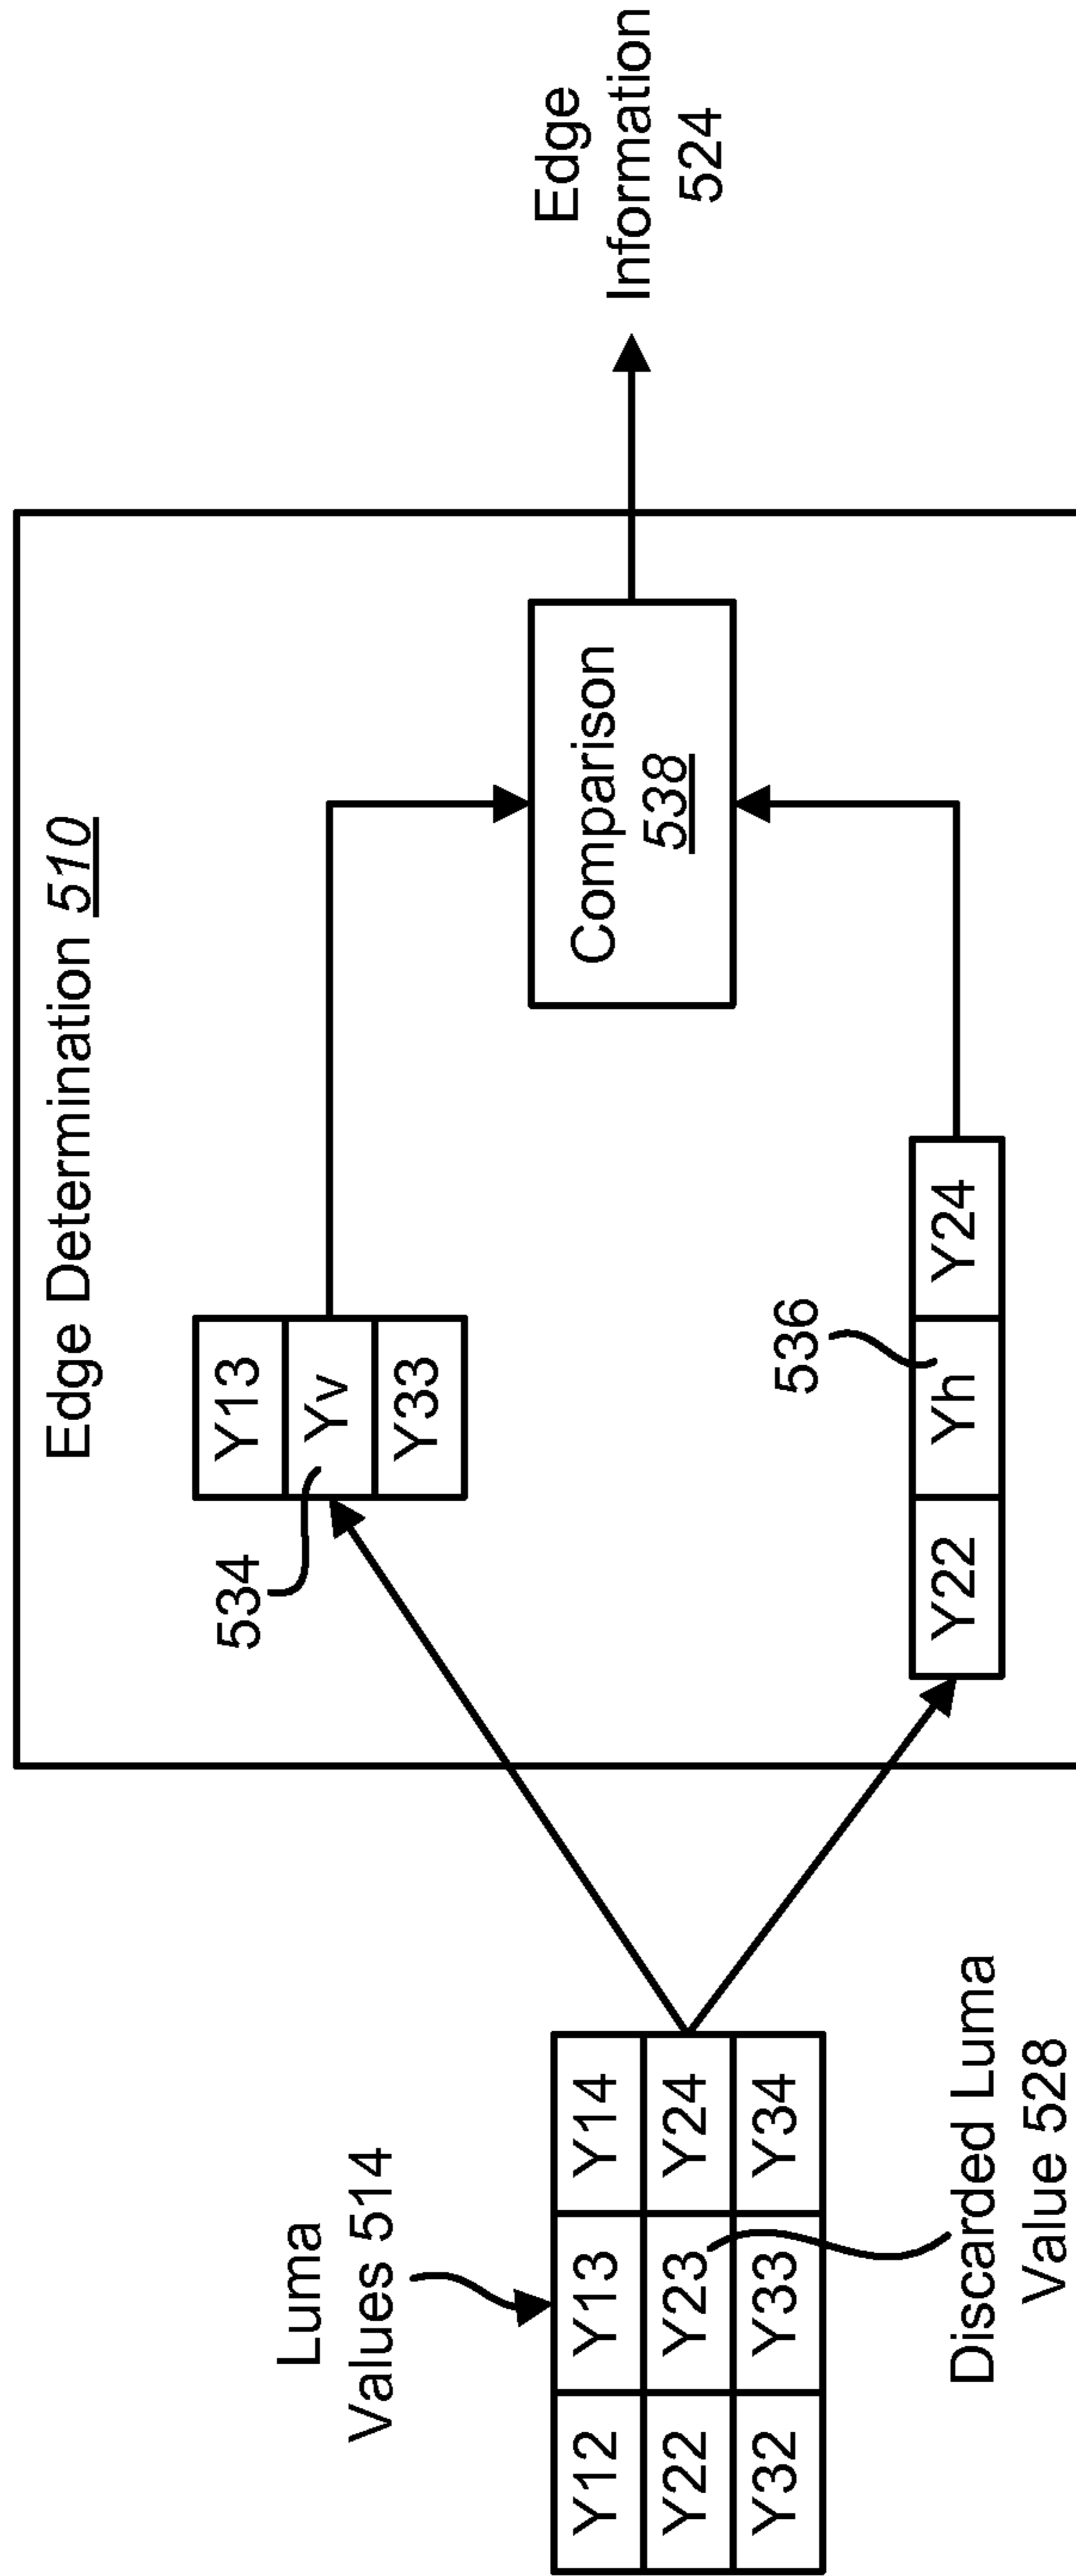 Edge Determination 510
Luma
Values 514
Y12 Y13 Y14
Y22 Y23 Y24
Y32 Y33 Y34
Discarded Luma
Value 528
534
Y13
Yv
Y33
536
Y22 Yh Y24
Comparison
538
Edge
Information
524